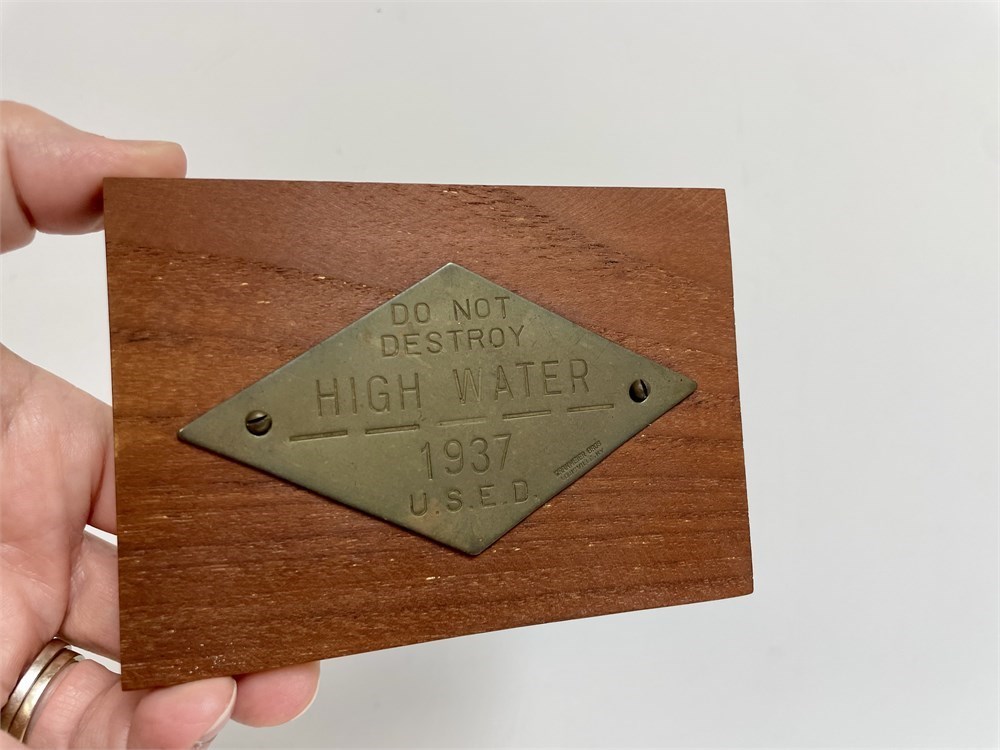 DO NOT
DESTROY
HIGH WATER
1937
U.S.E.D.